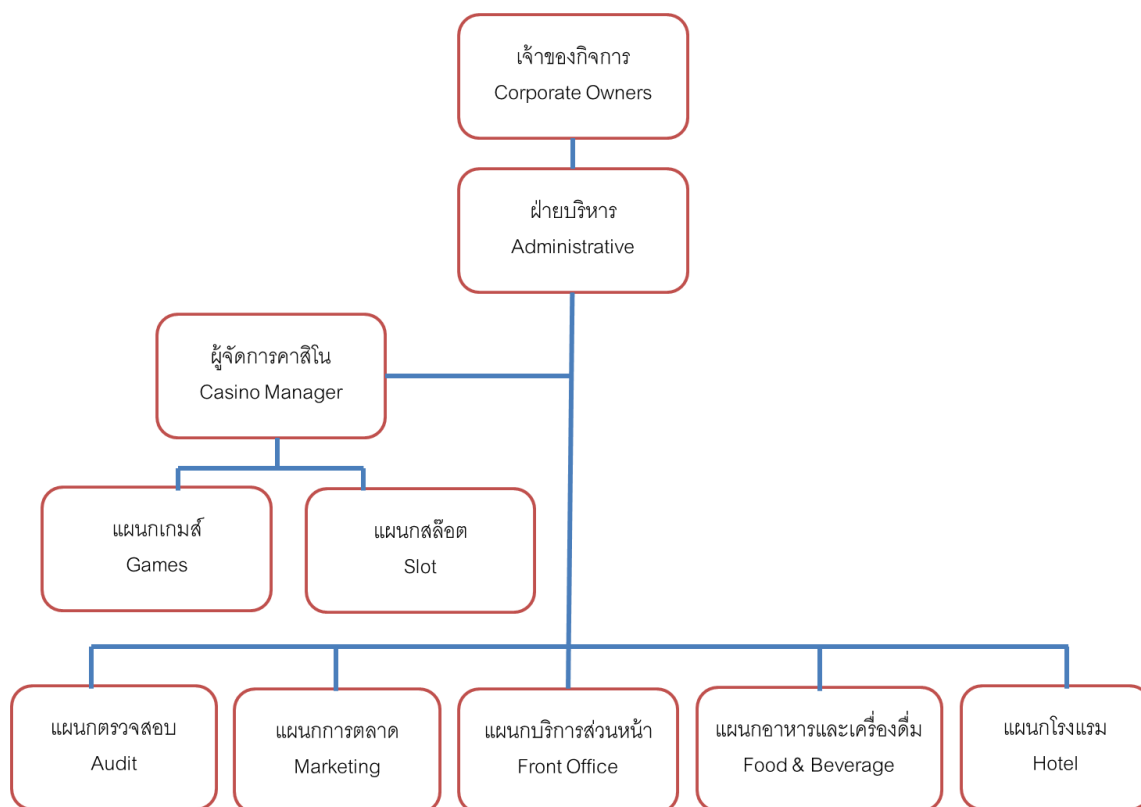 เจ้าของกิจการ
Corporate Owners
ฝ่ายบริหาร
Administrative
ผู้จัดการคาสิโน
Casino Manager
แผนกเกมส์
Games
แผนกสล๊อต
Slot
แผนกตรวจสอบ
Audit
แผนกการตลาด
Marketing
แผนกบริการส่วนหน้า
Front Office
แผนกอาหารและเครื่องดื่ม
Food & Beverage
แผนกโรงแรม
Hotel